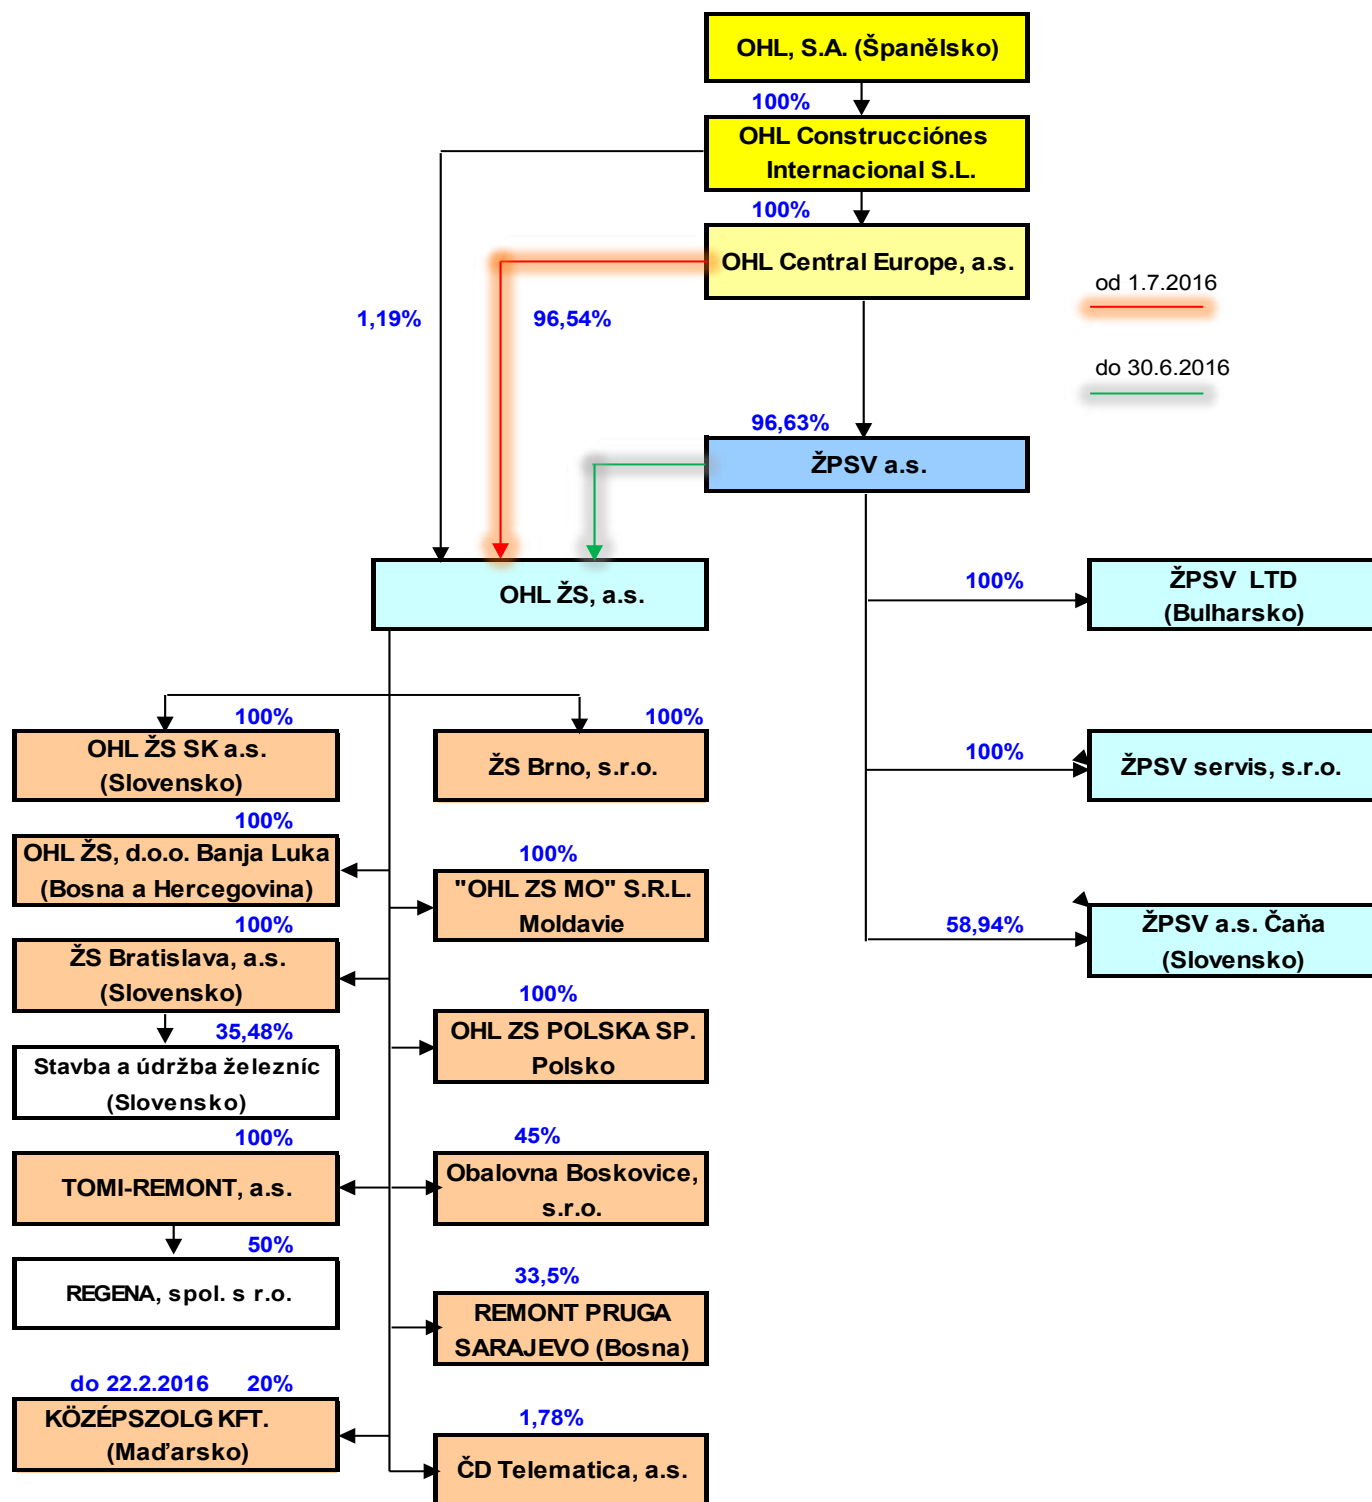 OHL, S.A. (Španělsko)
100%
OHL Construcciónes
Internacional S.L.
100%
OHL Central Europe, a.s.
od 1.7.2016
1,19%
96,54%
do 30.6.2016
96,63%
ŽPSV a.s.
OHL ŽS, a.s.
100%
ŽPSV LTD
(Bulharsko)
100%
OHL ŽS SK a.s.
(Slovensko)
100%
ŽS Brno, s.r.o.
100%
ŽPSV servis, s.r.o.
100%
OHL ŽS, d.o.o. Banja Luka
(Bosna a Hercegovina)
100%
"OHL ZS MO" S.R.L.
Moldavie
58,94%
ŽPSV a.s. Čaňa
(Slovensko)
100%
ŽS Bratislava, a.s.
(Slovensko)
100%
OHL ZS POLSKA SP.
Polsko
35,48%
Stavba a údržba železníc
(Slovensko)
100%
TOMI-REMONT, a.s.
45%
Obalovna Boskovice,
s.r.o.
50%
REGENA, spol. s r.o.
33,5%
REMONT PRUGA
SARAJEVO (Bosna)
do 22.2.2016 20%
KÖZÉPSZOLG KFT.
(Maďarsko)
1,78%
ČD Telematica, a.s.